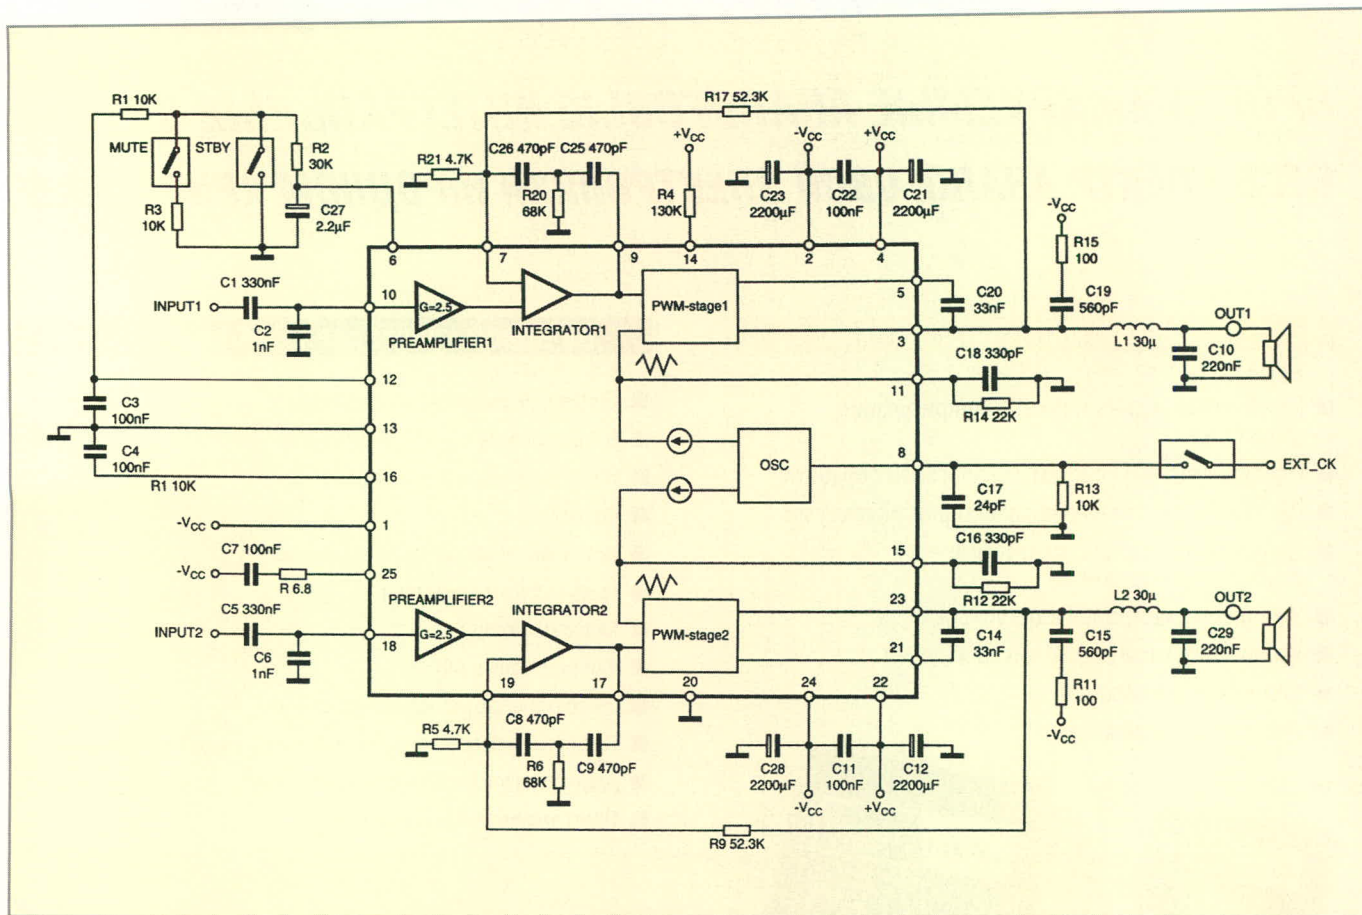 R1 10K
MUTE
STBY
R2
30K
R3
10K
C27
2.2µF
R17 52.3K
+VCC
-VCC
+VCC
R21 4.7K
C26 470pF
C25 470pF
R20
68K
R4
130K
C23
2200µF
C22
100nF
C21
2200µF
-VCC
R15
100
C19
560pF
6
7
9
14
2
4
C1 330nF
INPUT1
C2
1nF
10
G=2.5
PREAMPLIFIER1
INTEGRATOR1
PWM-stage1
5
3
C20
33nF
L1 30µ
OUT1
C10
220nF
C18 330pF
11
R14 22K
12
C3
100nF
13
C4
100nF
R1 10K
16
OSC
8
EXT_CK
C17
24pF
R13
10K
-VCC
1
C7 100nF
-VCC
R 6.8
25
15
C16 330pF
R12 22K
C5 330nF
INPUT2
C6
1nF
18
PREAMPLIFIER2
G=2.5
INTEGRATOR2
PWM-stage2
23
21
C14
33nF
C15
560pF
R11
100
-VCC
L2 30µ
OUT2
C29
220nF
19
17
20
24
22
R5 4.7K
C8 470pF
R6
68K
C9 470pF
C28
2200µF
C11
100nF
C12
2200µF
-VCC
+VCC
R9 52.3K